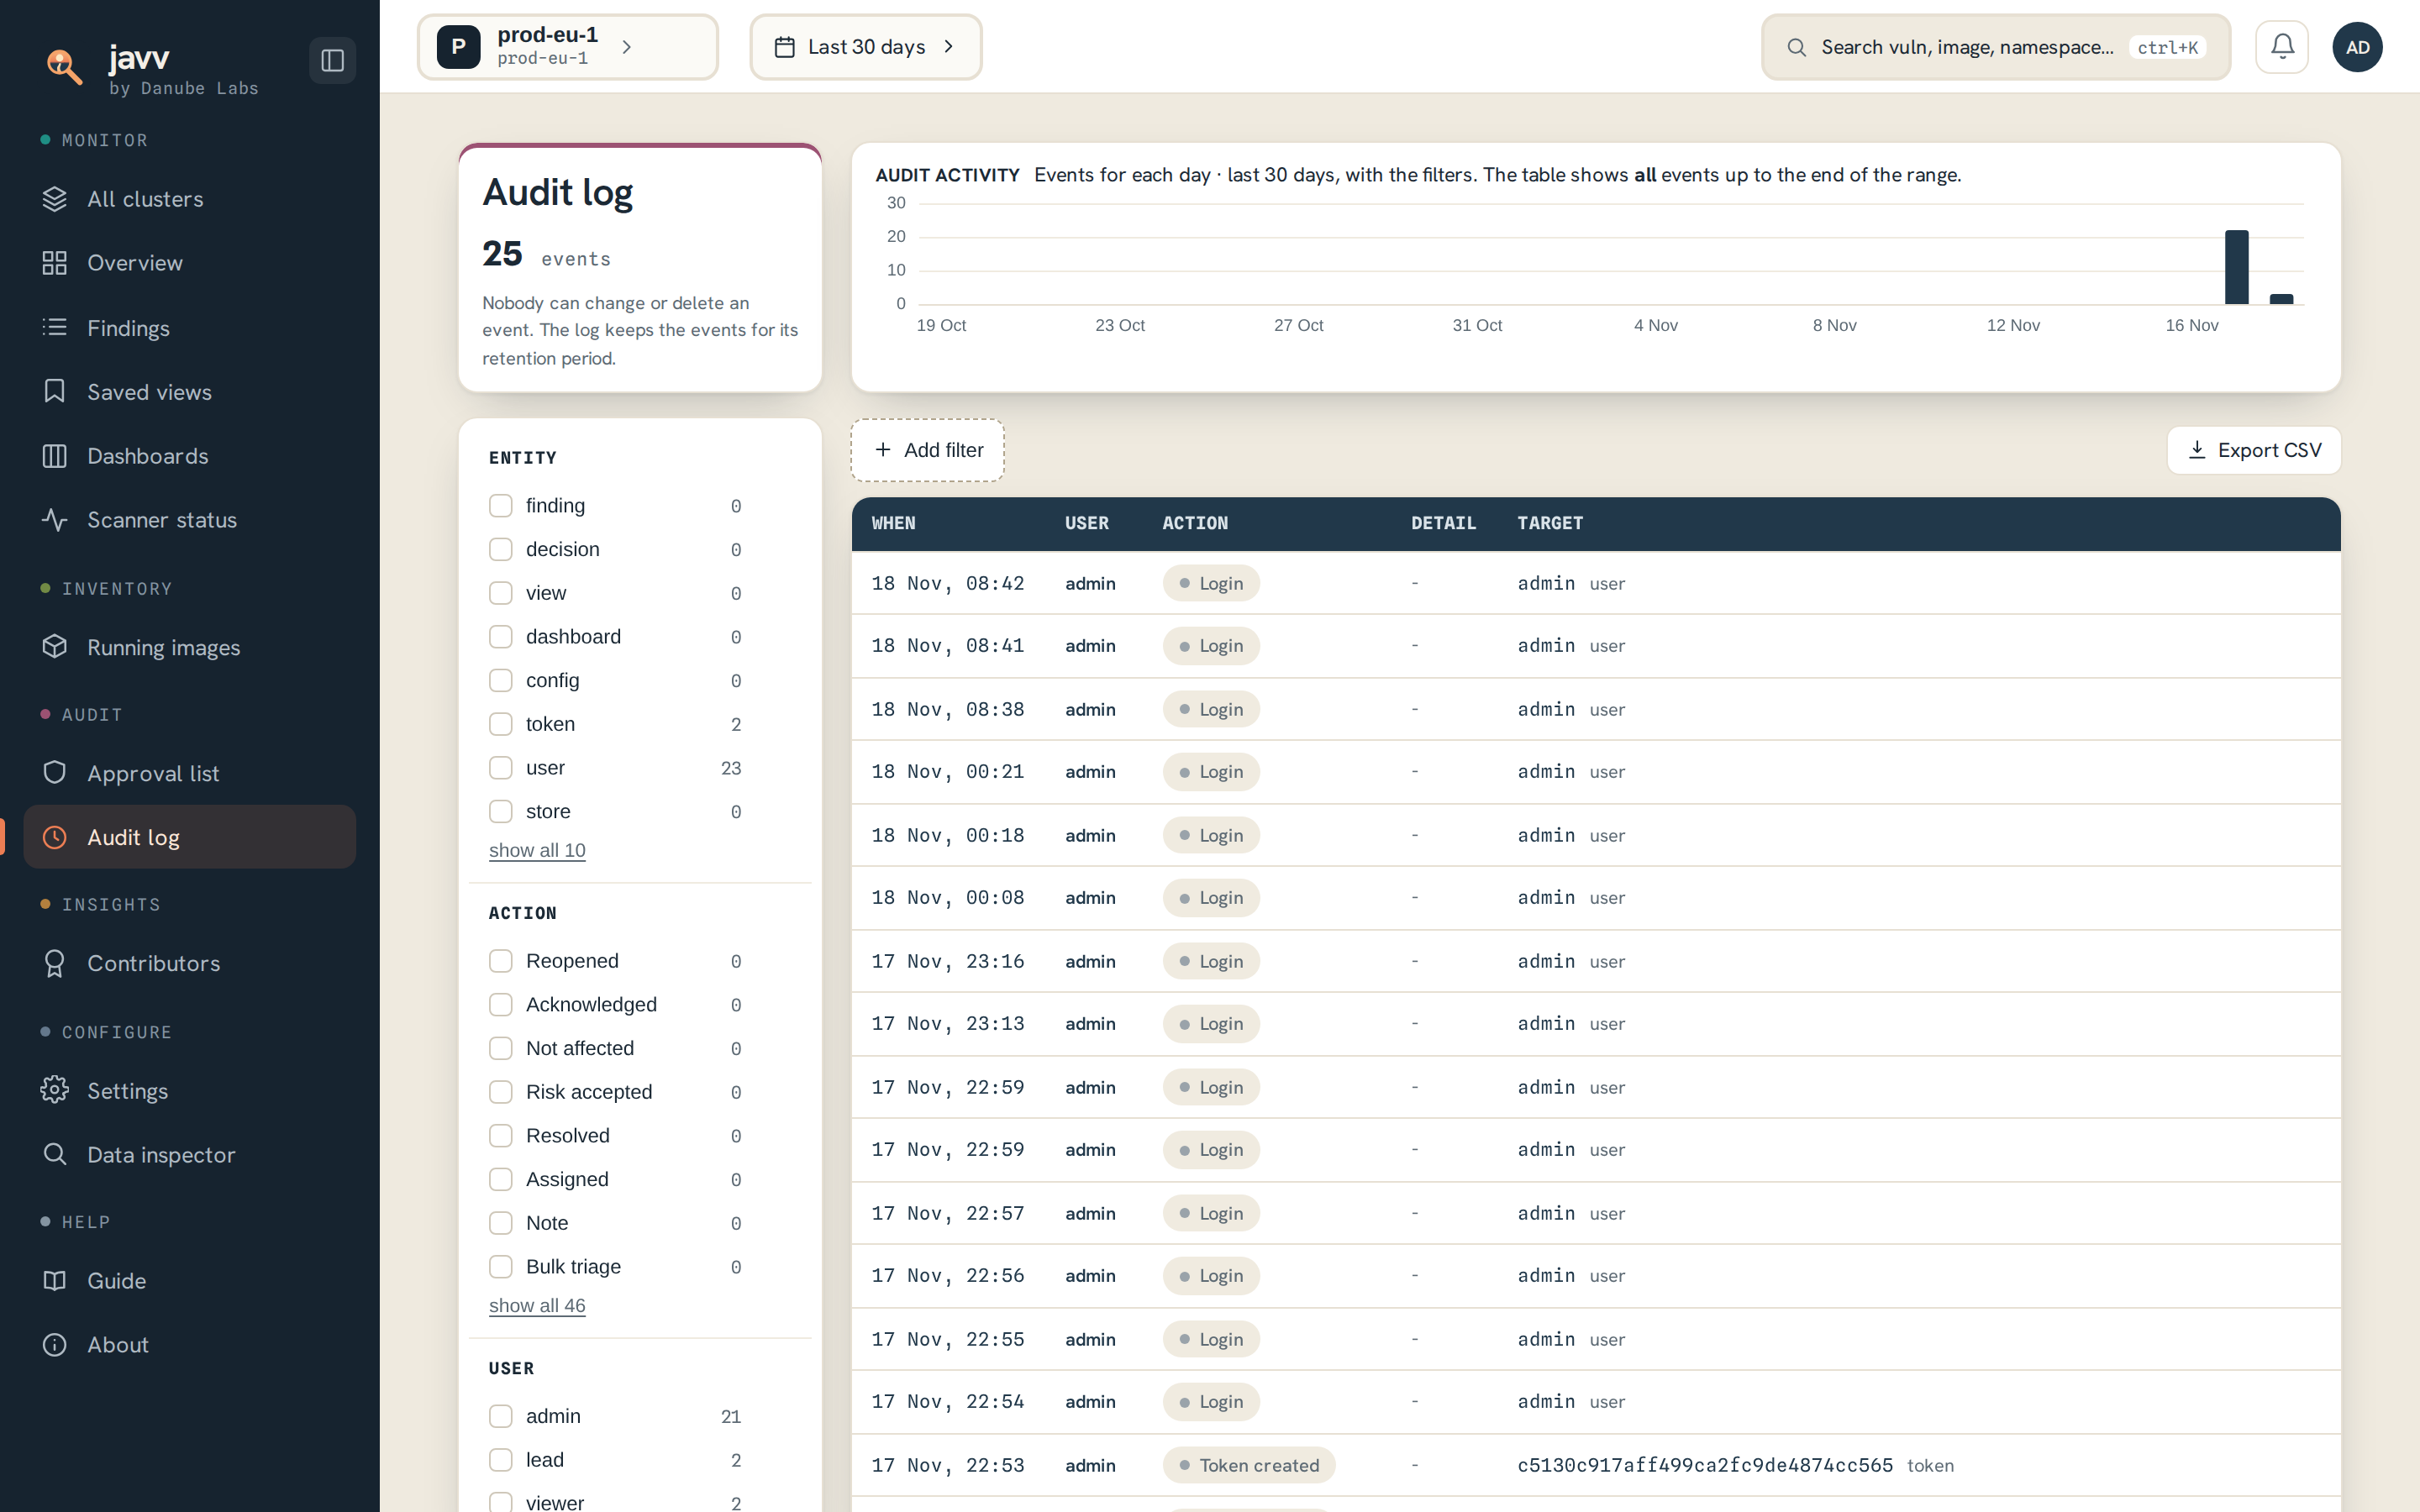 javv
by Danube Labs
MONITOR
All clusters
Overview
Findings
Saved views
Dashboards
Scanner status
INVENTORY
Running images
AUDIT
Approval list
Audit log
INSIGHTS
Contributors
CONFIGURE
Settings
Data inspector
HELP
Guide
About
P
prod-eu-1
prod-eu-1
Last 30 days
Search vuln, image, namespace... ctrl+K
AD
Audit log
25 events
Nobody can change or delete an
event. The log keeps the events for its
retention period.
AUDIT ACTIVITY Events for each day · last 30 days, with the filters. The table shows all events up to the end of the range.
30
20
10
0
19 Oct 23 Oct 27 Oct 31 Oct 4 Nov 8 Nov 12 Nov 16 Nov
ENTITY
finding 0
decision 0
view 0
dashboard 0
config 0
token 2
user 23
store 0
show all 10
ACTION
Reopened 0
Acknowledged 0
Not affected 0
Risk accepted 0
Resolved 0
Assigned 0
Note 0
Bulk triage 0
show all 46
USER
admin 21
lead 2
viewer 2
+ Add filter
Export CSV
WHEN USER ACTION DETAIL TARGET
18 Nov, 08:42 admin Login - admin user
18 Nov, 08:41 admin Login - admin user
18 Nov, 08:38 admin Login - admin user
18 Nov, 00:21 admin Login - admin user
18 Nov, 00:18 admin Login - admin user
18 Nov, 00:08 admin Login - admin user
17 Nov, 23:16 admin Login - admin user
17 Nov, 23:13 admin Login - admin user
17 Nov, 22:59 admin Login - admin user
17 Nov, 22:59 admin Login - admin user
17 Nov, 22:57 admin Login - admin user
17 Nov, 22:56 admin Login - admin user
17 Nov, 22:55 admin Login - admin user
17 Nov, 22:54 admin Login - admin user
17 Nov, 22:53 admin Token created - c5130c917aff499ca2fc9de4874cc565 token